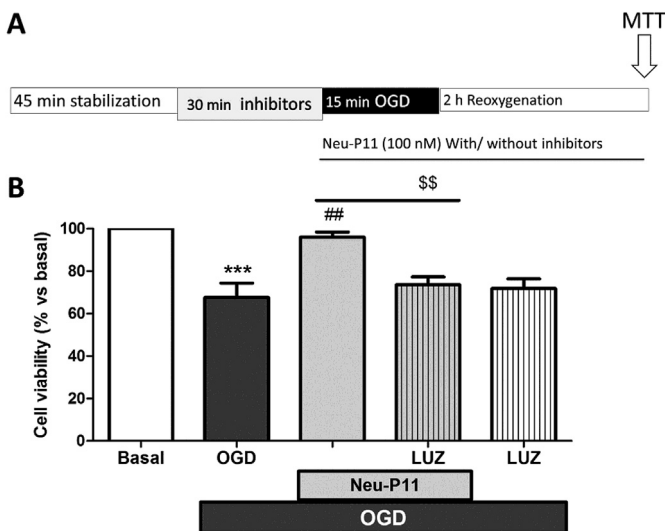 A
MTT
45 min stabilization
30 min inhibitors
15 min OGD
2 h Reoxygenation
Neu-P11 (100 nM) With/ without inhibitors
B
$$
##
***
Cell viability (% vs basal)
100
80
60
40
20
0
Basal OGD LUZ LUZ
Neu-P11
OGD